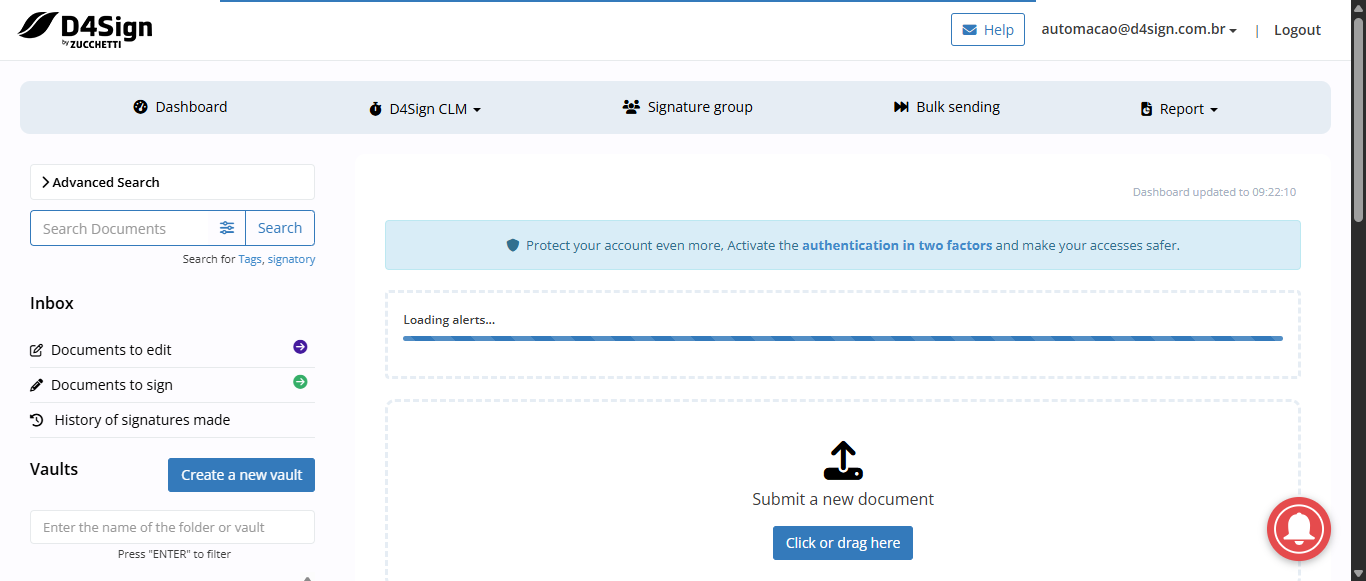 D4Sign
by ZUCCHETTI
Help
automacao@d4sign.com.br
|
Logout
Dashboard
D4Sign CLM
Signature group
Bulk sending
Report
Advanced Search
Search Documents
Search
Search for Tags, signatory
Inbox
Documents to edit
Documents to sign
History of signatures made
Vaults
Create a new vault
Enter the name of the folder or vault
Press "ENTER" to filter
Dashboard updated to 09:22:10
Protect your account even more, Activate the authentication in two factors and make your accesses safer.
Loading alerts...
Submit a new document
Click or drag here